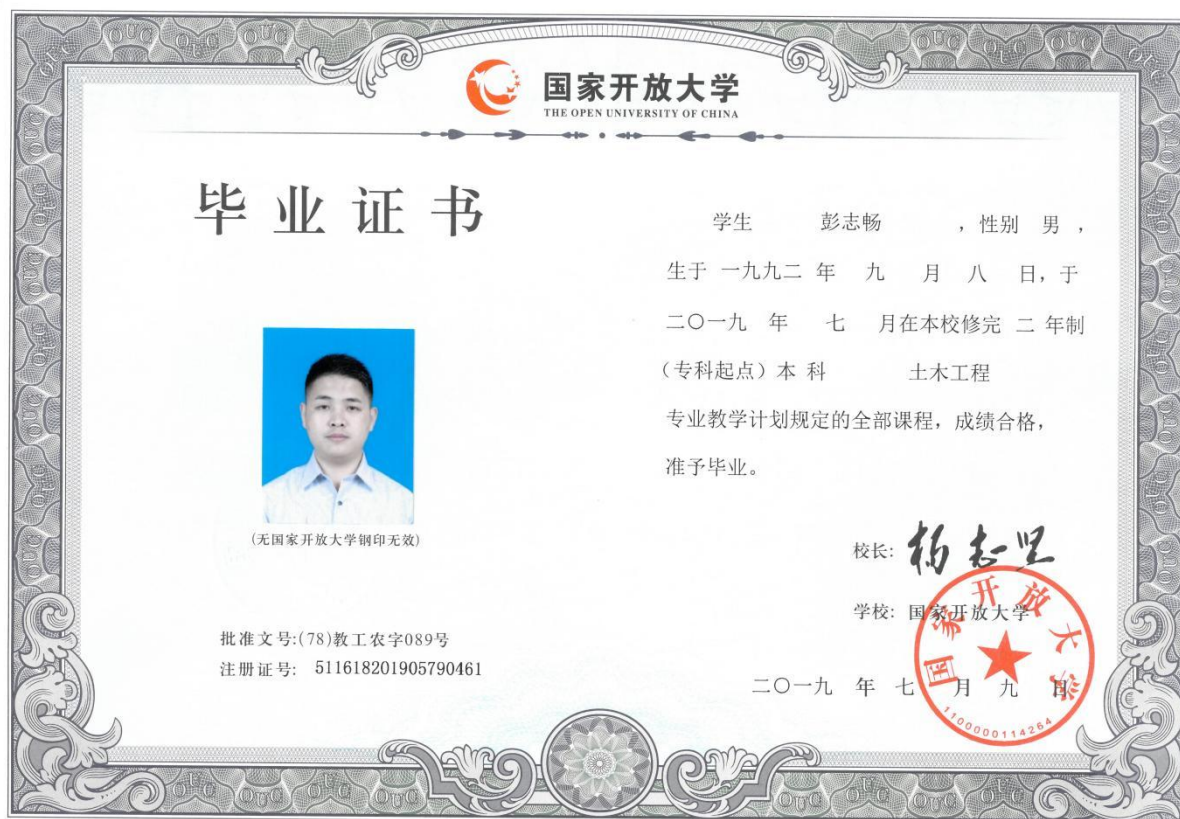 国家开放大学
THE OPEN UNIVERSITY OF CHINA
毕业证书
学生 彭志畅 ，性别 男 ，
生于 一九九二 年 九 月 八 日，于
二〇一九 年 七 月在本校修完 二 年制
（专科起点）本 科 土木工程
专业教学计划规定的全部课程，成绩合格，
准予毕业。
(无国家开放大学钢印无效)
校长:
学校: 国家开放大学
批准文号:(78)教工农字089号
注册证号: 511618201905790461
二〇一九 年 七 月 九 日
国家开放大学
1100000114264